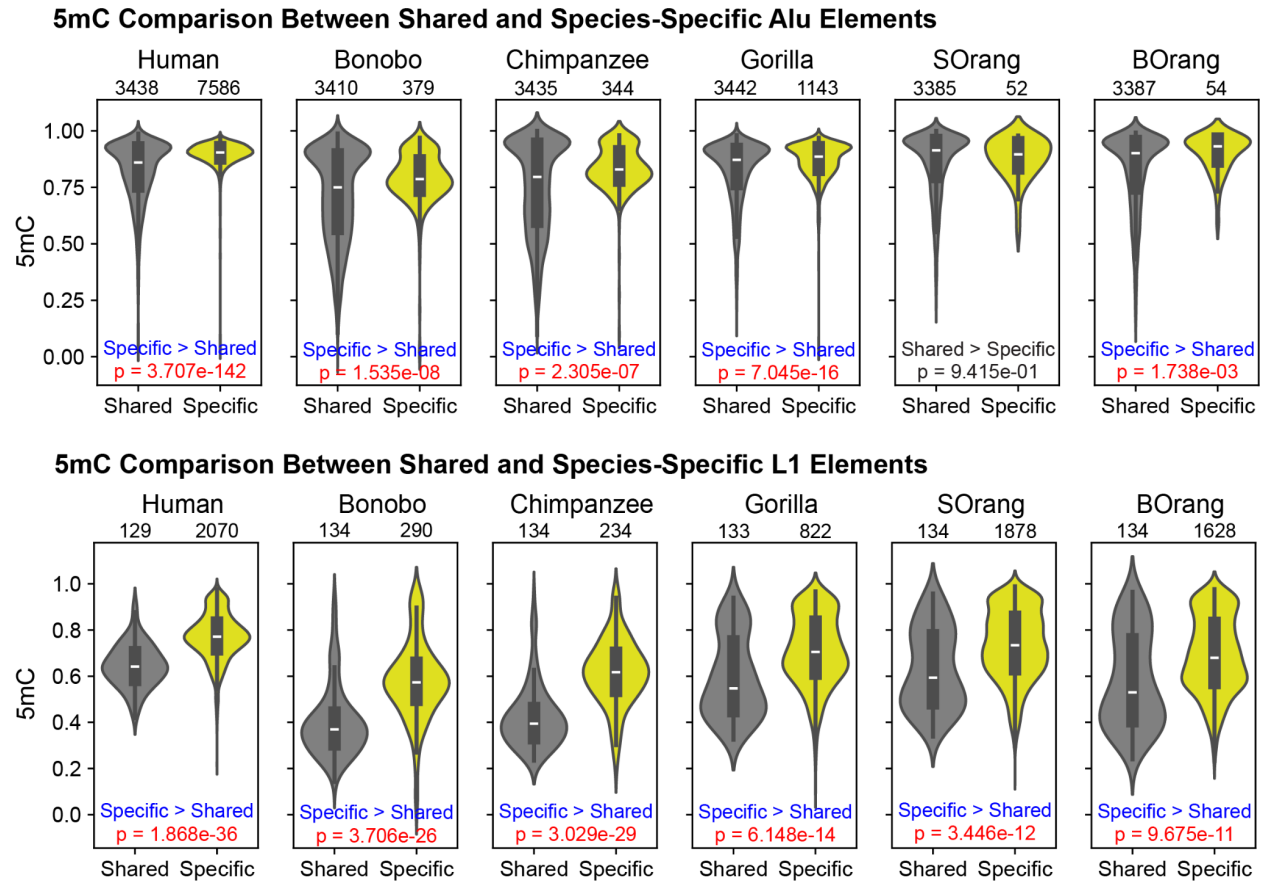 5mC Comparison Between Shared and Species-Specific Alu Elements
Human Bonobo Chimpanzee Gorilla SOrang BOrang
3438 7586 3410 379 3435 344 3442 1143 3385 52 3387 54
1.00
0.75
0.50
0.25
0.00
5mC
Specific > Shared Specific > Shared Specific > Shared Specific > Shared Shared > Specific Specific > Shared
p = 3.707e-142 p = 1.535e-08 p = 2.305e-07 p = 7.045e-16 p = 9.415e-01 p = 1.738e-03
Shared Specific Shared Specific Shared Specific Shared Specific Shared Specific Shared Specific
5mC Comparison Between Shared and Species-Specific L1 Elements
Human Bonobo Chimpanzee Gorilla SOrang BOrang
129 2070 134 290 134 234 133 822 134 1878 134 1628
1.0
0.8
0.6
0.4
0.2
0.0
5mC
Specific > Shared Specific > Shared Specific > Shared Specific > Shared Specific > Shared Specific > Shared
p = 1.868e-36 p = 3.706e-26 p = 3.029e-29 p = 6.148e-14 p = 3.446e-12 p = 9.675e-11
Shared Specific Shared Specific Shared Specific Shared Specific Shared Specific Shared Specific